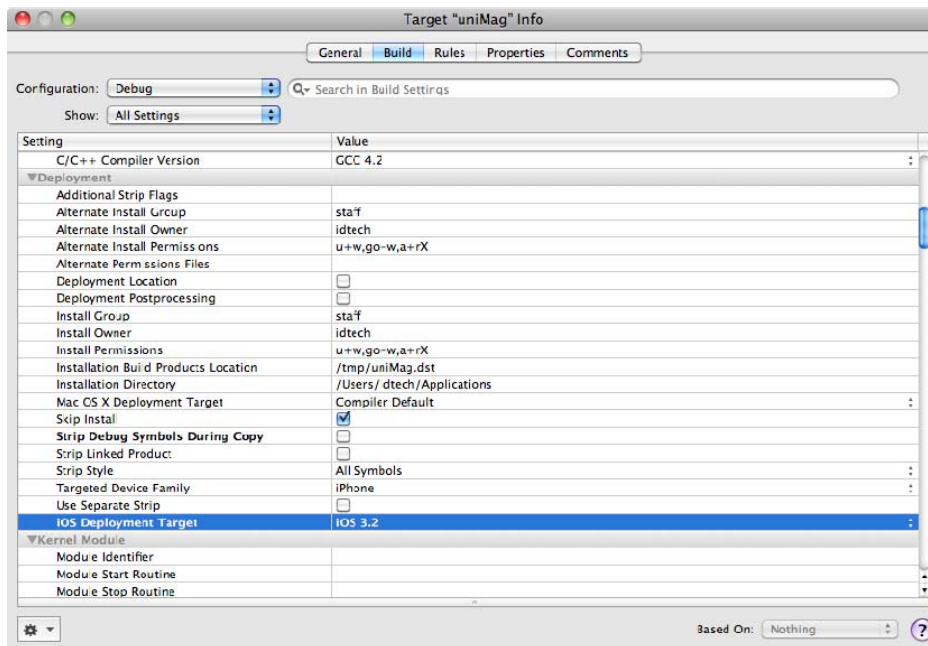 Target “uniMag” Info
General Build Rules Properties Comments
Configuration: Debug Search in Build Settings
Show: All Settings
Setting Value
C/C++ Compiler Version GCC 4.2
Deployment
Additional Strip Flags
Alternate Install Group staff
Alternate Install Owner idtech
Alternate Install Permissions u+w,go-w,a+rX
Alternate Permissions Files
Deployment Location
Deployment Postprocessing
Install Group staff
Install Owner idtech
Install Permissions u+w,go-w,a+rX
Installation Build Products Location /tmp/uniMag.dst
Installation Directory /Users/idtech/Applications
Mac OS X Deployment Target Compiler Default
Skip Install
Strip Debug Symbols During Copy
Strip Linked Product
Strip Style All Symbols
Targeted Device Family iPhone
Use Separate Strip
iOS Deployment Target iOS 3.2
Kernel Module
Module Identifier
Module Start Routine
Module Stop Routine
Based On: Nothing ?